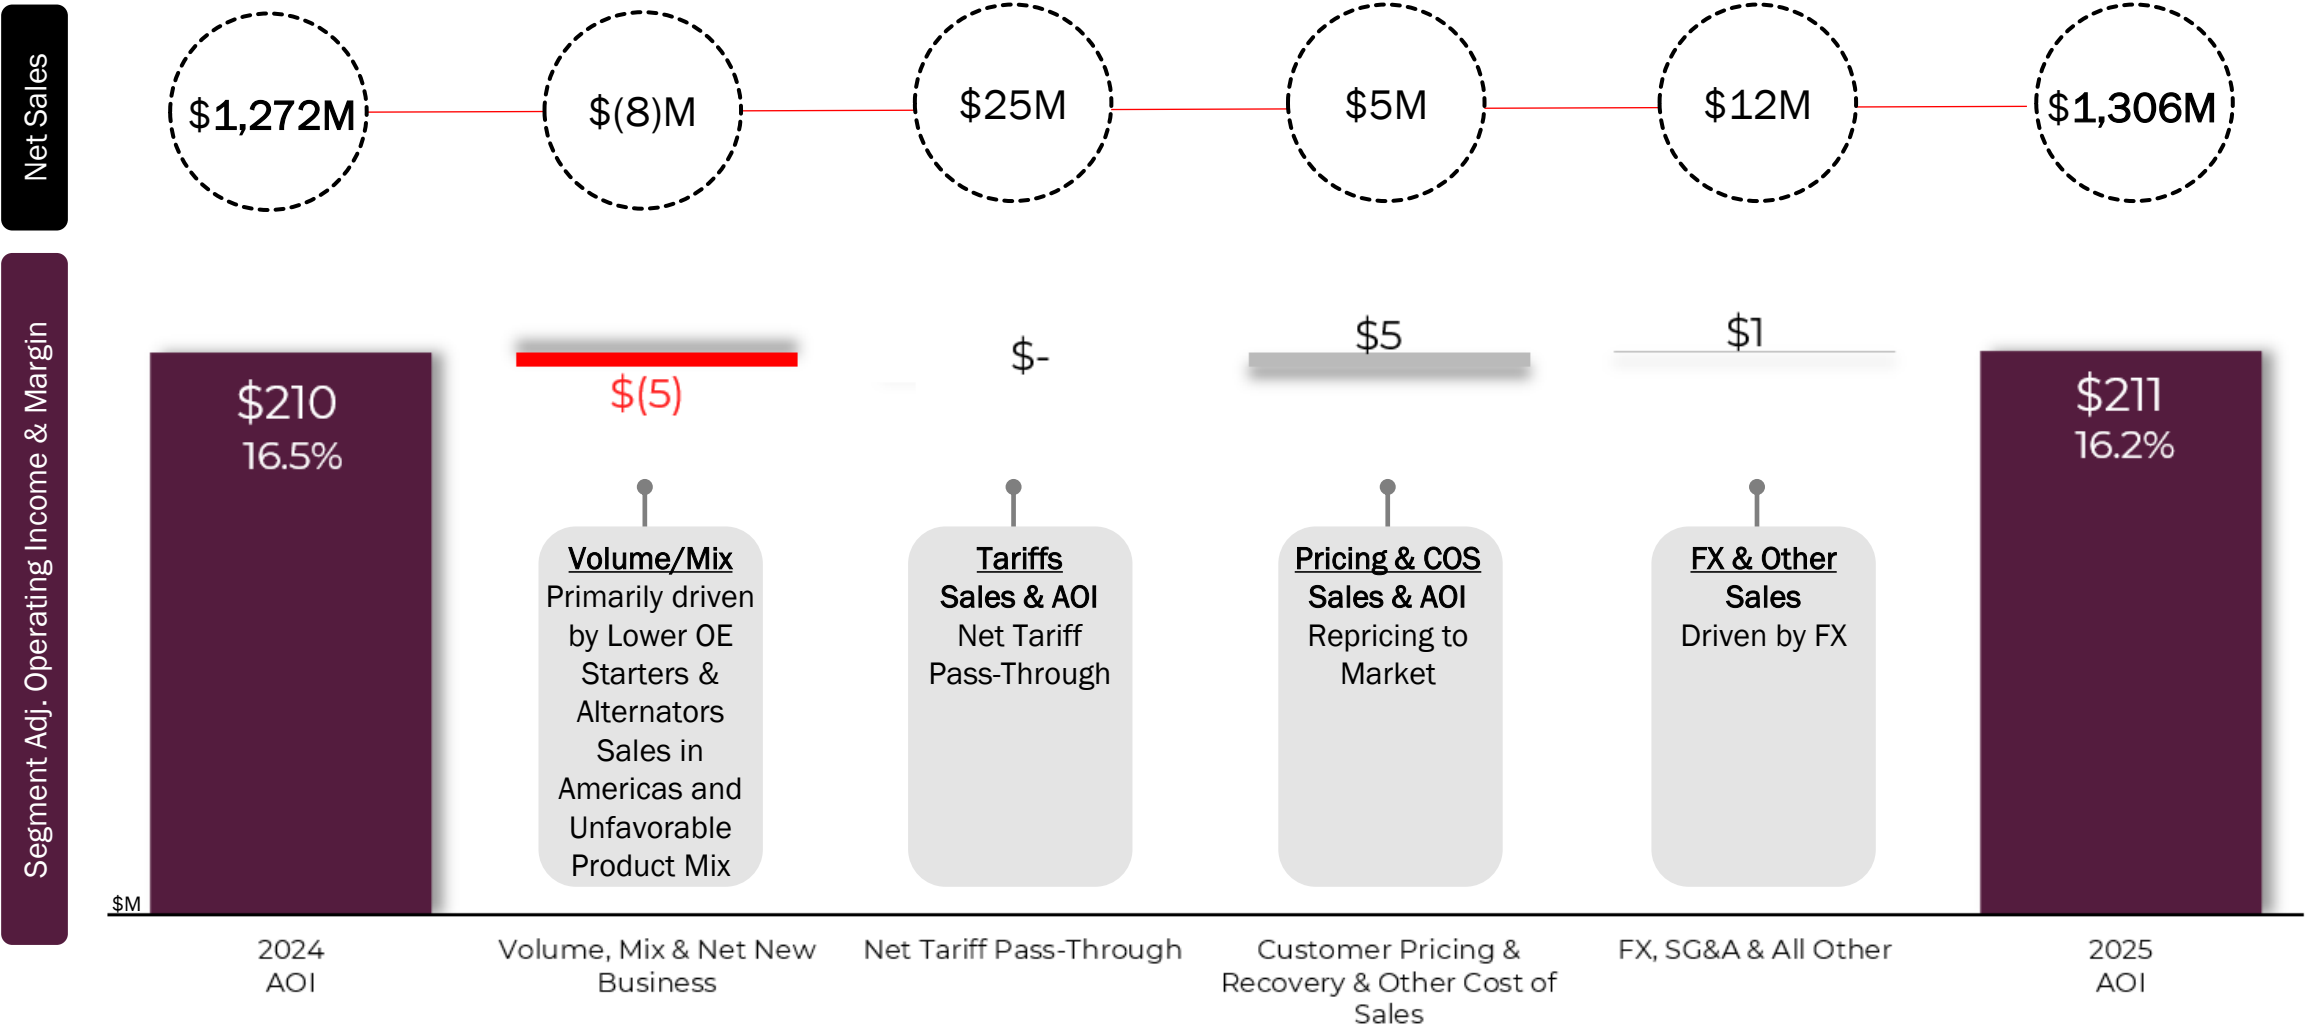 Net Sales
$1,272M
$(8)M
$25M
$5M
$12M
$1,306M
Segment Adj. Operating Income & Margin
$210
16.5%
$(5)
$-
$5
$1
$211
16.2%
Volume/Mix
Primarily driven
by Lower OE
Starters &
Alternators
Sales in
Americas and
Unfavorable
Product Mix
Tariffs
Sales & AOI
Net Tariff
Pass-Through
Pricing & COS
Sales & AOI
Repricing to
Market
FX & Other
Sales
Driven by FX
$M
2024
AOI
Volume, Mix & Net New
Business
Net Tariff Pass-Through
Customer Pricing &
Recovery & Other Cost of
Sales
FX, SG&A & All Other
2025
AOI